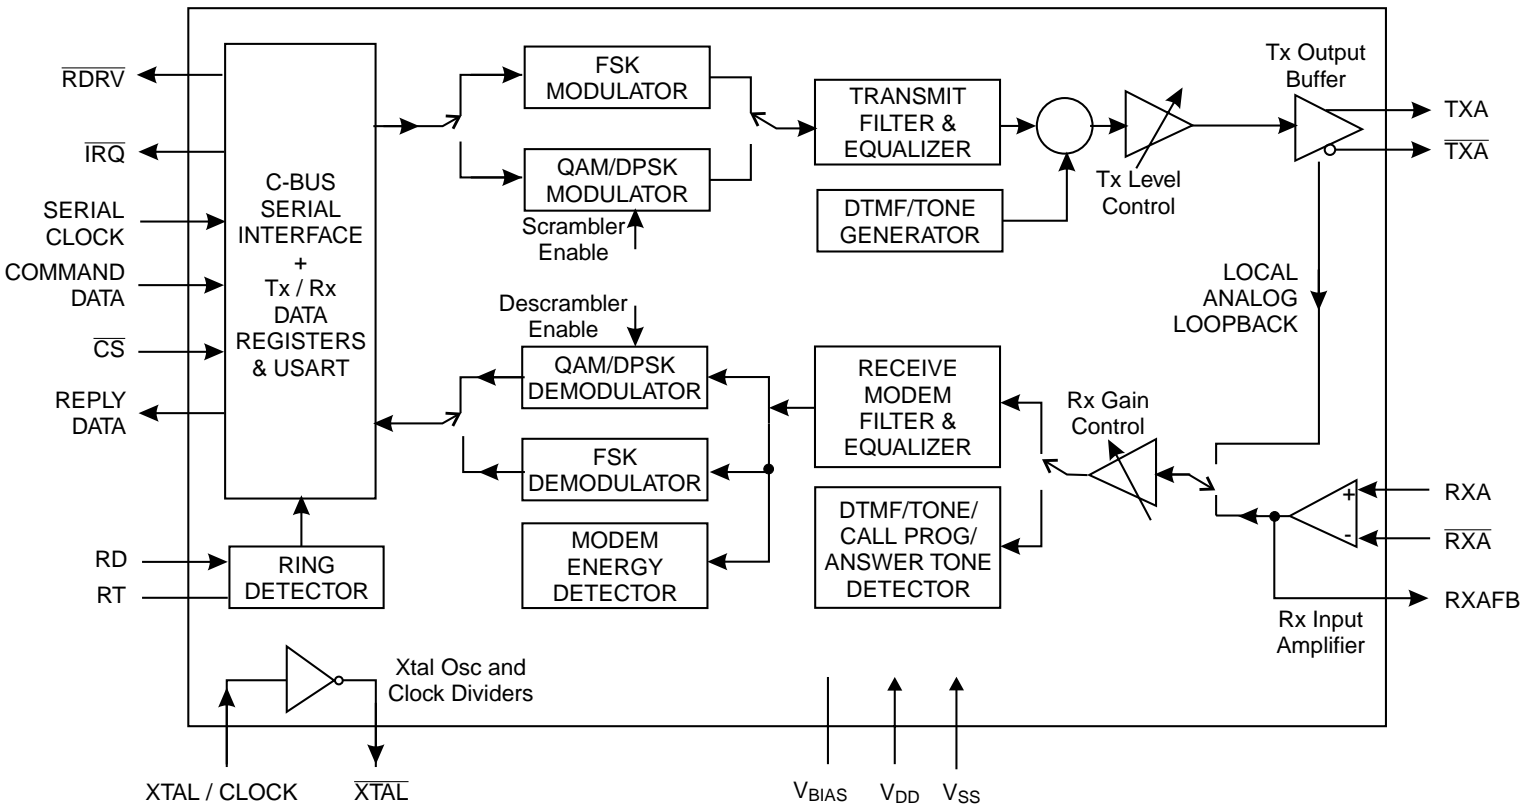 RDRV
IRQ
SERIAL
CLOCK
COMMAND
DATA
CS
REPLY
DATA
RD
RT
C-BUS
SERIAL
INTERFACE
+
Tx / Rx
DATA
REGISTERS
& USART
RING
DETECTOR
FSK
MODULATOR
QAM/DPSK
MODULATOR
Scrambler
Enable
TRANSMIT
FILTER &
EQUALIZER
DTMF/TONE
GENERATOR
Tx Level
Control
Tx Output
Buffer
TXA
TXA
LOCAL
ANALOG
LOOPBACK
Descrambler
Enable
QAM/DPSK
DEMODULATOR
FSK
DEMODULATOR
MODEM
ENERGY
DETECTOR
RECEIVE
MODEM
FILTER &
EQUALIZER
DTMF/TONE/
CALL PROG/
ANSWER TONE
DETECTOR
Rx Gain
Control
+
-
RXA
RXA
RXAFB
Rx Input
Amplifier
Xtal Osc and
Clock Dividers
XTAL / CLOCK
XTAL
VBIAS
VDD
VSS